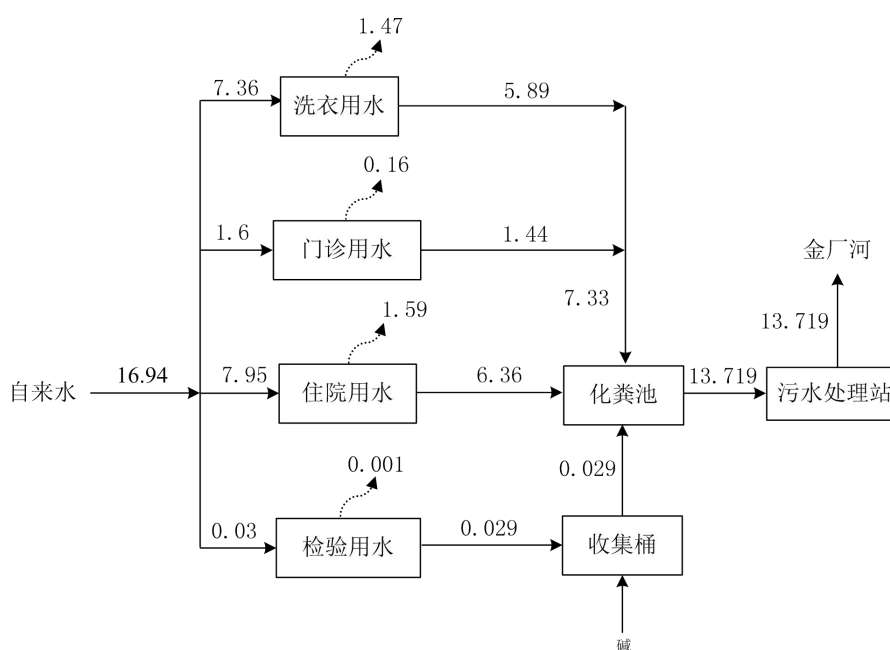 1.47
7.36
洗衣用水
5.89
0.16
1.6
门诊用水
1.44
金厂河
7.33
13.719
1.59
自来水
16.94
7.95
住院用水
6.36
化粪池
13.719
污水处理站
0.001
0.029
0.03
检验用水
0.029
收集桶
碱